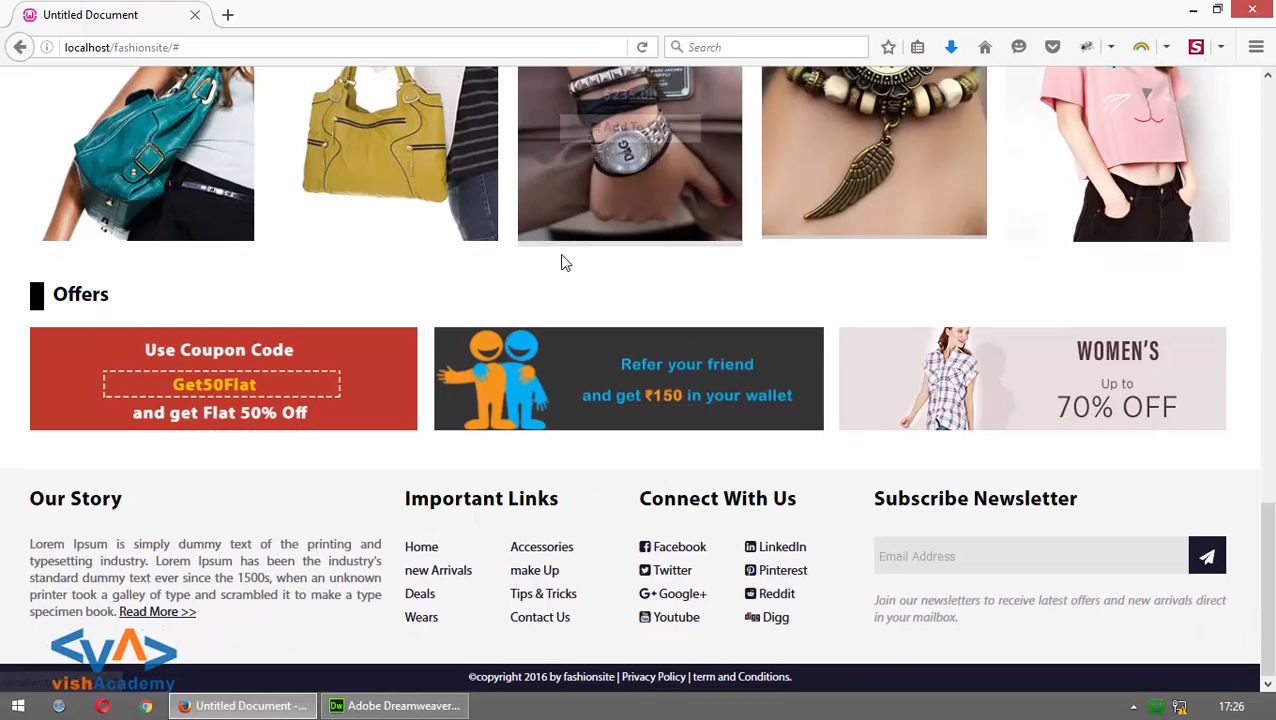 Untitled Document
localhost/fashionsite/#
Search
S
$235.00
Add To
D&G
Offers
Use Coupon Code
Get50Flat
and get Flat 50% Off
Refer your friend
and get ₹150 in your wallet
WOMEN'S
Up to
70% OFF
Our Story
Important Links
Connect With Us
Subscribe Newsletter
Lorem Ipsum is simply dummy text of the printing and
typesetting industry. Lorem Ipsum has been the industry's
standard dummy text ever since the 1500s, when an unknown
printer took a galley of type and scrambled it to make a type
specimen book. Read More >>
Home
Accessories
new Arrivals
make Up
Deals
Tips & Tricks
Wears
Contact Us
Facebook
LinkedIn
Twitter
Pinterest
G+ Google+
Reddit
Youtube
digg Digg
Email Address
Join our newsletters to receive latest offers and new arrivals direct
in your mailbox.
vishAcademy
©copyright 2016 by fashionsite | Privacy Policy | term and Conditions.
Untitled Document -...
Dw Adobe Dreamweaver...
17:26